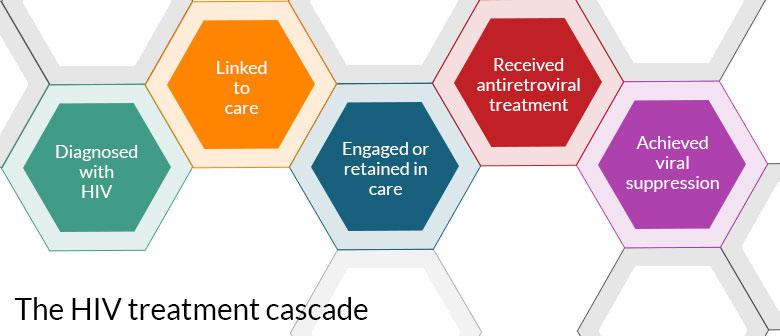 Diagnosed
with
HIV
Linked
to
care
Engaged or
retained in
care
Received
antiretroviral
treatment
Achieved
viral
suppression
The HIV treatment cascade